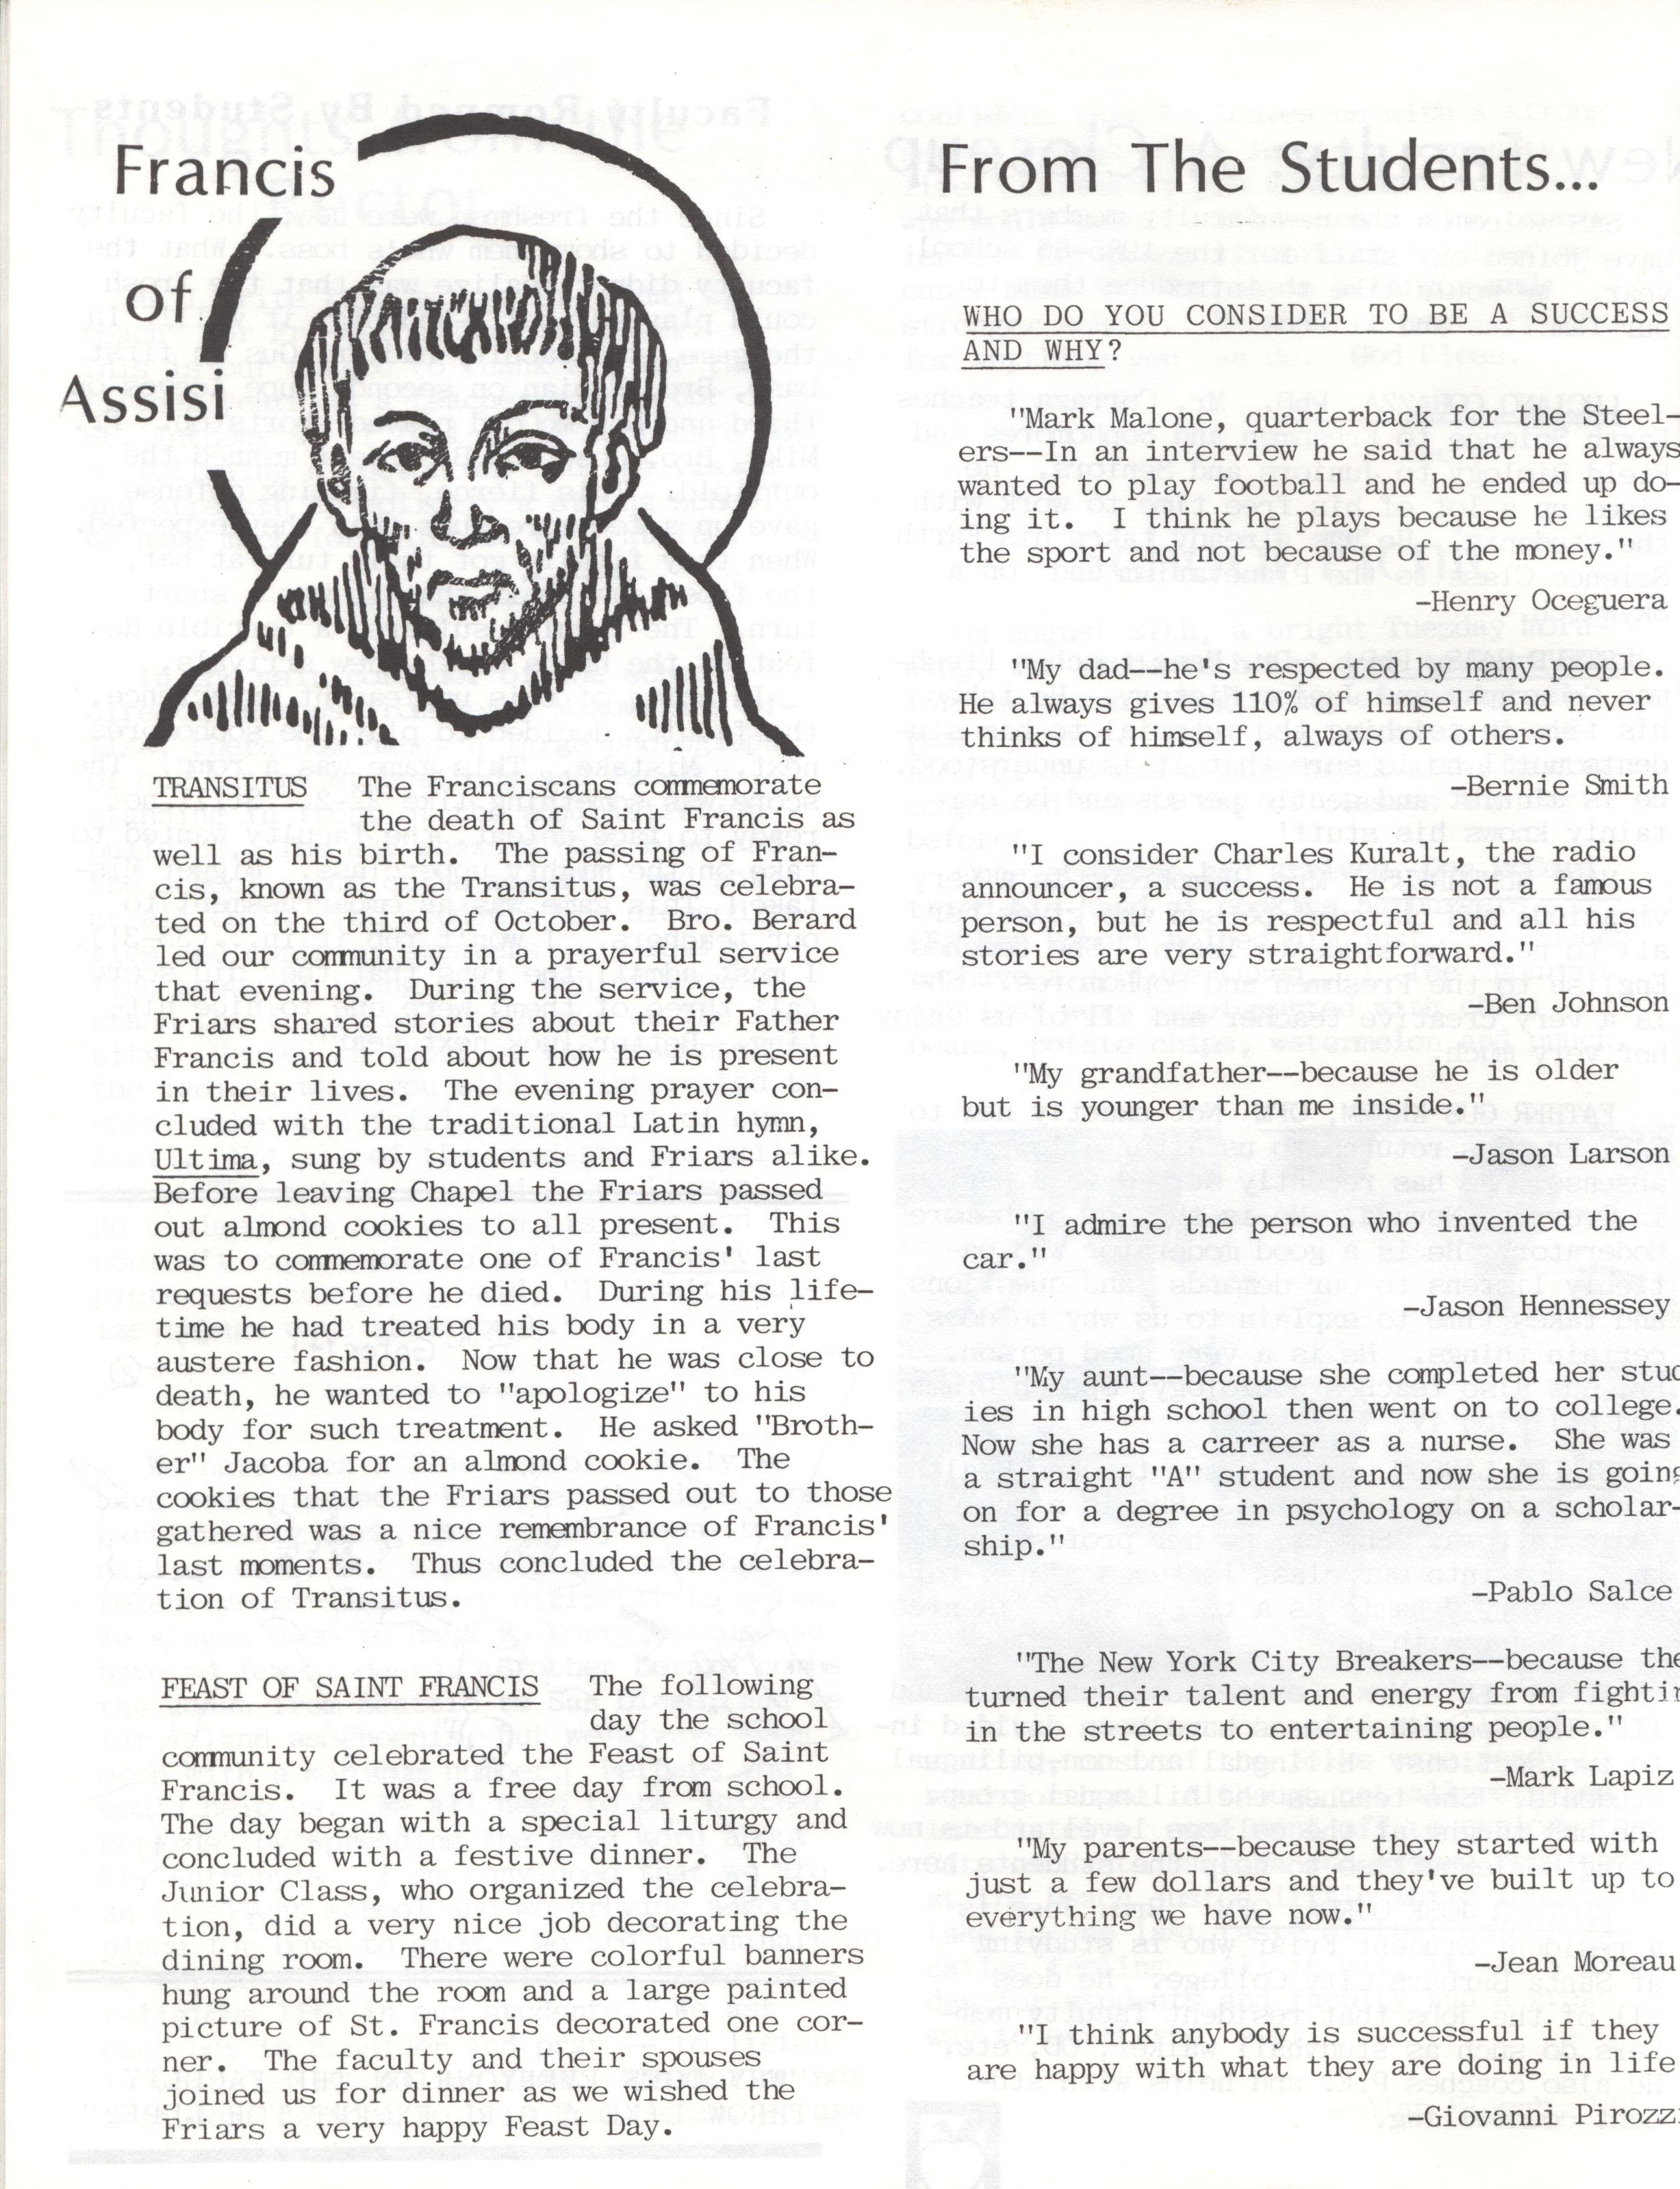 Francis
of
Assisi
TRANSITUS The Franciscans commemorate
the death of Saint Francis as
well as his birth. The passing of Fran-
cis, known as the Transitus, was celebra-
ted on the third of October. Bro. Berard
led our community in a prayerful service
that evening. During the service, the
Friars shared stories about their Father
Francis and told about how he is present
in their lives. The evening prayer con-
cluded with the traditional Latin hymn,
Ultima, sung by students and Friars alike.
Before leaving Chapel the Friars passed
out almond cookies to all present. This
was to commemorate one of Francis' last
requests before he died. During his life-
time he had treated his body in a very
austere fashion. Now that he was close to
death, he wanted to "apologize" to his
body for such treatment. He asked "Broth-
er" Jacoba for an almond cookie. The
cookies that the Friars passed out to those
gathered was a nice remembrance of Francis'
last moments. Thus concluded the celebra-
tion of Transitus.
FEAST OF SAINT FRANCIS The following
day the school
community celebrated the Feast of Saint
Francis. It was a free day from school.
The day began with a special liturgy and
concluded with a festive dinner. The
Junior Class, who organized the celebra-
tion, did a very nice job decorating the
dining room. There were colorful banners
hung around the room and a large painted
picture of St. Francis decorated one cor-
ner. The faculty and their spouses
joined us for dinner as we wished the
Friars a very happy Feast Day.
From The Students...
WHO DO YOU CONSIDER TO BE A SUCCESS
AND WHY?
"Mark Malone, quarterback for the Steel-
ers--In an interview he said that he always
wanted to play football and he ended up do-
ing it. I think he plays because he likes
the sport and not because of the money."
-Henry Oceguera
"My dad--he's respected by many people.
He always gives 110% of himself and never
thinks of himself, always of others.
-Bernie Smith
"I consider Charles Kuralt, the radio
announcer, a success. He is not a famous
person, but he is respectful and all his
stories are very straightforward."
-Ben Johnson
"My grandfather--because he is older
but is younger than me inside."
-Jason Larson
"I admire the person who invented the
car."
-Jason Hennessey
"My aunt--because she completed her stud
ies in high school then went on to college.
Now she has a carreer as a nurse. She was
a straight "A" student and now she is going
on for a degree in psychology on a scholar-
ship."
-Pablo Salce
"The New York City Breakers--because the
turned their talent and energy from fightin
in the streets to entertaining people."
-Mark Lapiz
"My parents--because they started with
just a few dollars and they've built up to
everything we have now."
-Jean Moreau
"I think anybody is successful if they
are happy with what they are doing in life
-Giovanni Pirozzi